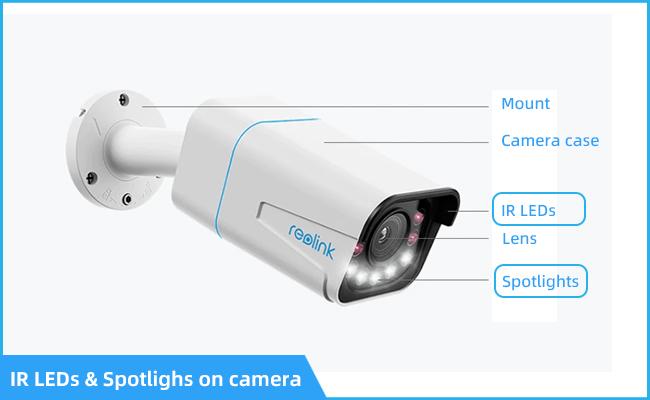 Mount
Camera case
IR LEDs
Lens
Spotlights
reolink
IR LEDs & Spotlighs on camera